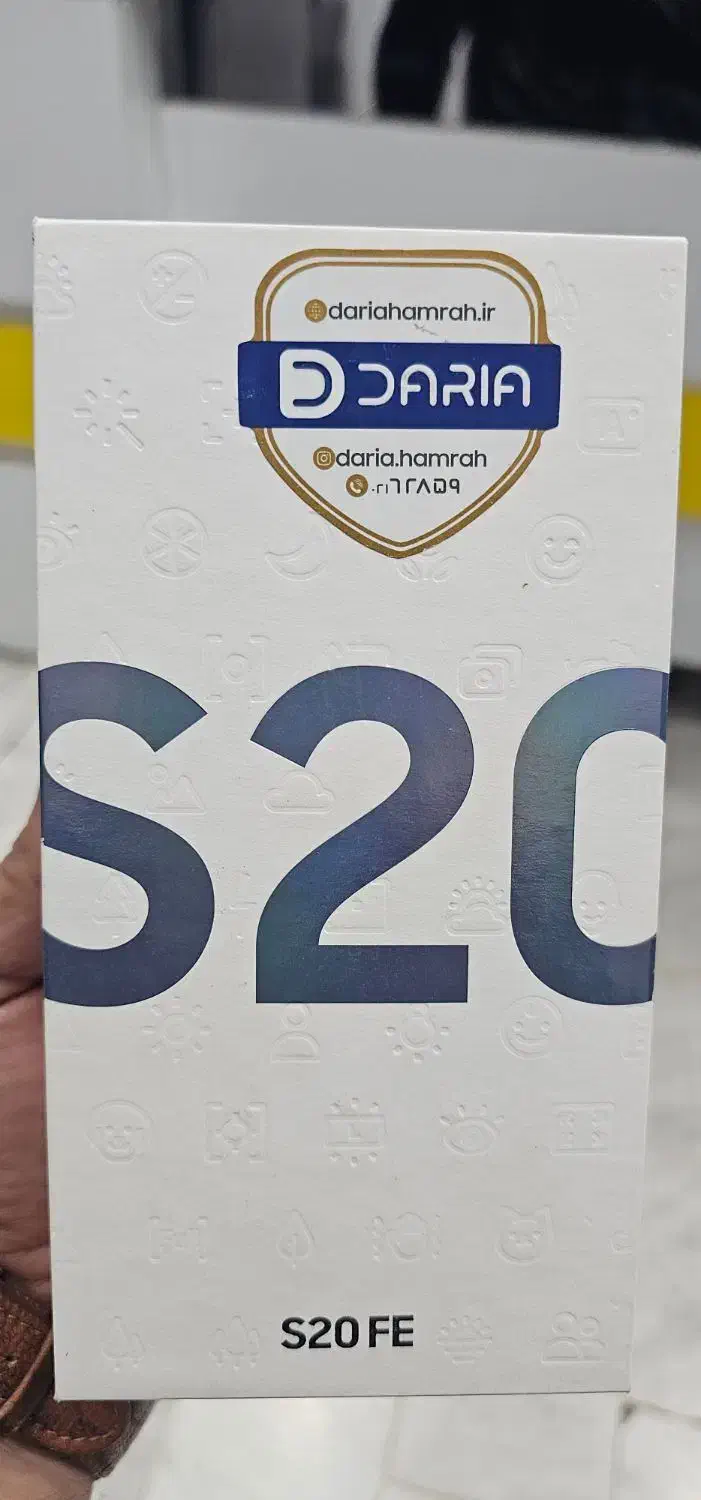 dariahamrah.ir
DARIA
daria.hamrah
۰۲۱۶۲۸۵۹
S20
S20 FE